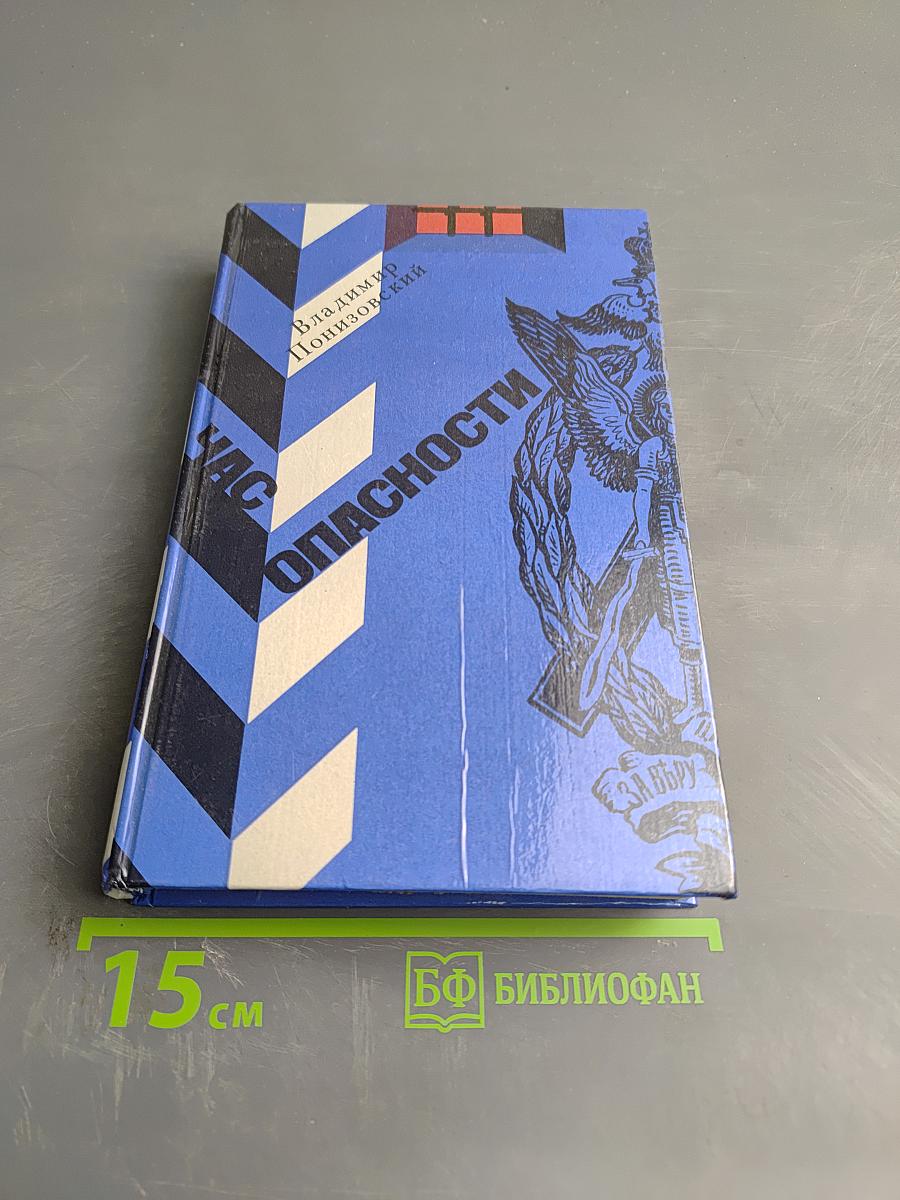 Владимир
Понизовский
ЧАС
ОПАСНОСТИ
ЗА ВѢРУ
15 см
БФ БИБЛИОФАН